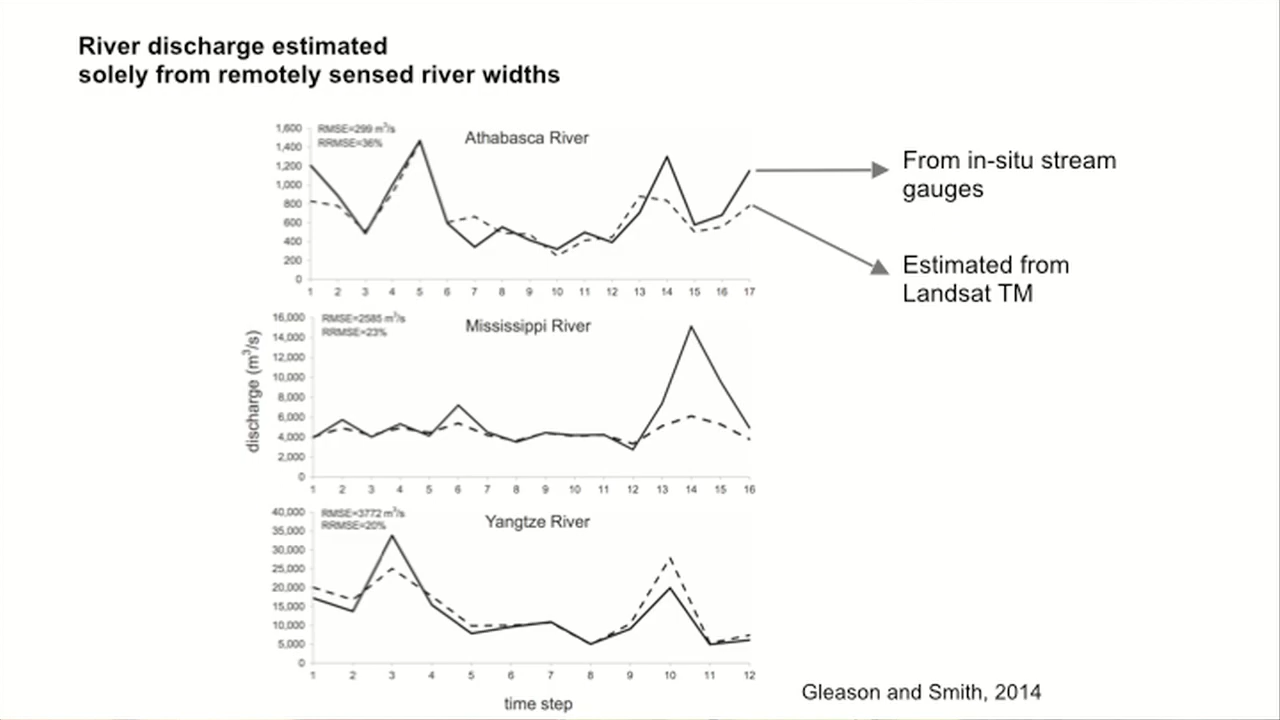 River discharge estimated
solely from remotely sensed river widths
RMSE=299 m³/s
RRMSE=36%
Athabasca River
1,600
1,400
1,200
1,000
800
600
400
200
0
1 2 3 4 5 6 7 8 9 10 11 12 13 14 15 16 17
From in-situ stream
gauges
Estimated from
Landsat TM
discharge (m³/s)
RMSE=2585 m³/s
RRMSE=23%
Mississippi River
16,000
14,000
12,000
10,000
8,000
6,000
4,000
2,000
0
1 2 3 4 5 6 7 8 9 10 11 12 13 14 15 16
RMSE=3772 m³/s
RRMSE=20%
Yangtze River
40,000
35,000
30,000
25,000
20,000
15,000
10,000
5,000
0
1 2 3 4 5 6 7 8 9 10 11 12
time step
Gleason and Smith, 2014